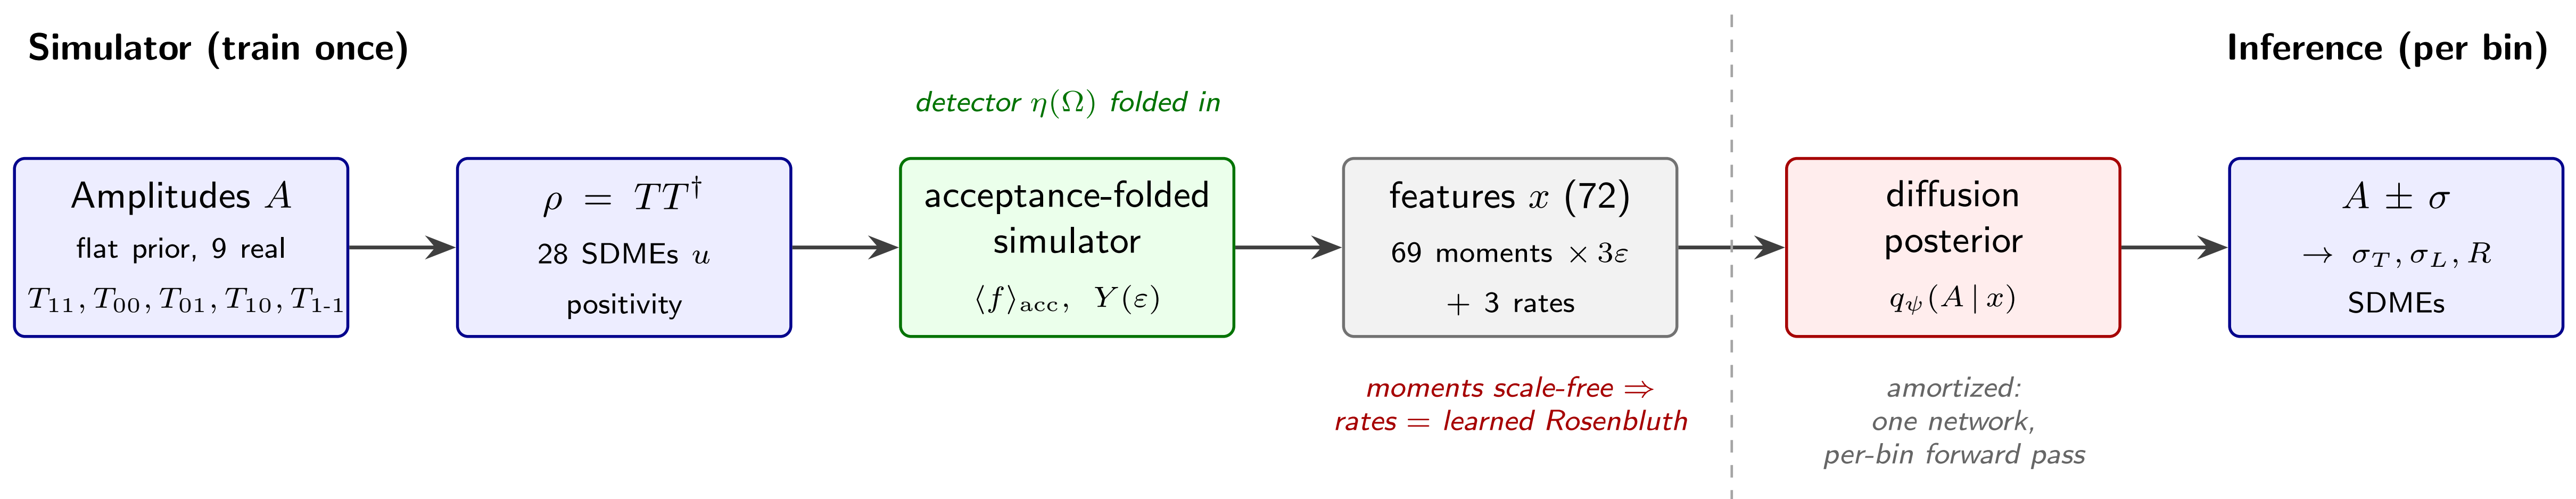 Simulator (train once)
Inference (per bin)
detector η(Ω) folded in
Amplitudes A
flat prior, 9 real
T₁₁, T₀₀, T₀₁, T₁₀, T₁₋₁
ρ = TT†
28 SDMEs u
positivity
acceptance-folded
simulator
⟨f⟩acc, Y(ε)
features x (72)
69 moments × 3ε
+ 3 rates
moments scale-free ⇒
rates = learned Rosenbluth
diffusion
posterior
qψ(A | x)
amortized:
one network,
per-bin forward pass
A ± σ
→ σT, σL, R
SDMEs